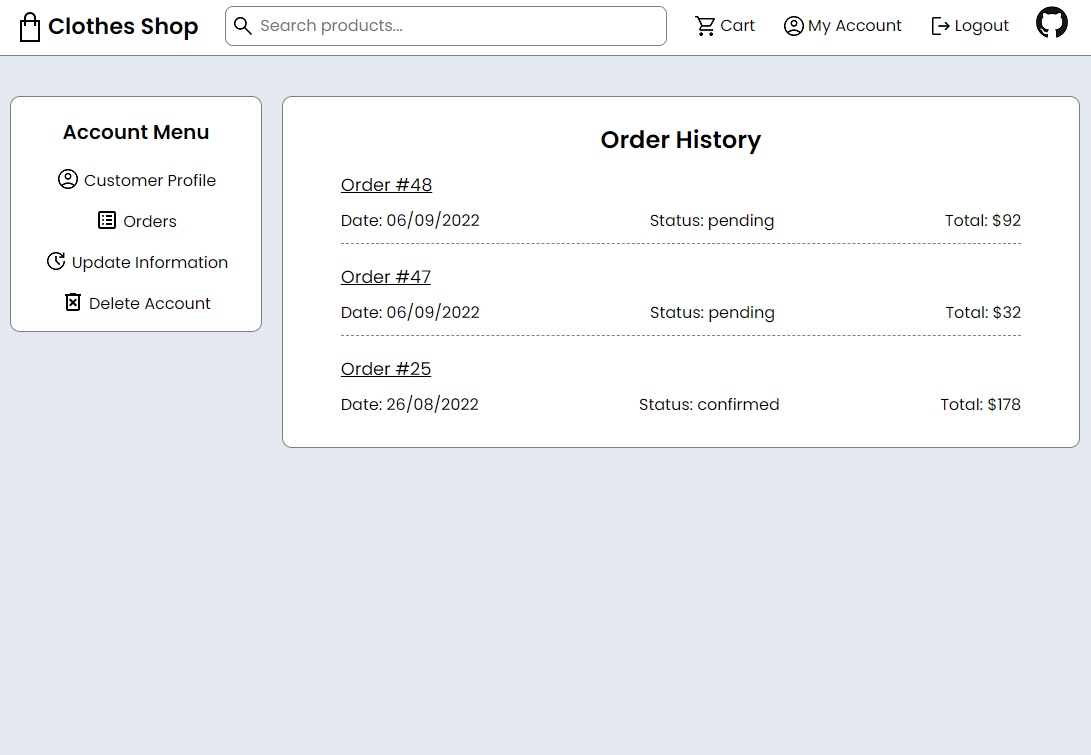 Clothes Shop
Search products...
Cart
My Account
Logout
Account Menu
Customer Profile
Orders
Update Information
Delete Account
Order History
Order #48
Date: 06/09/2022 Status: pending Total: $92
Order #47
Date: 06/09/2022 Status: pending Total: $32
Order #25
Date: 26/08/2022 Status: confirmed Total: $178